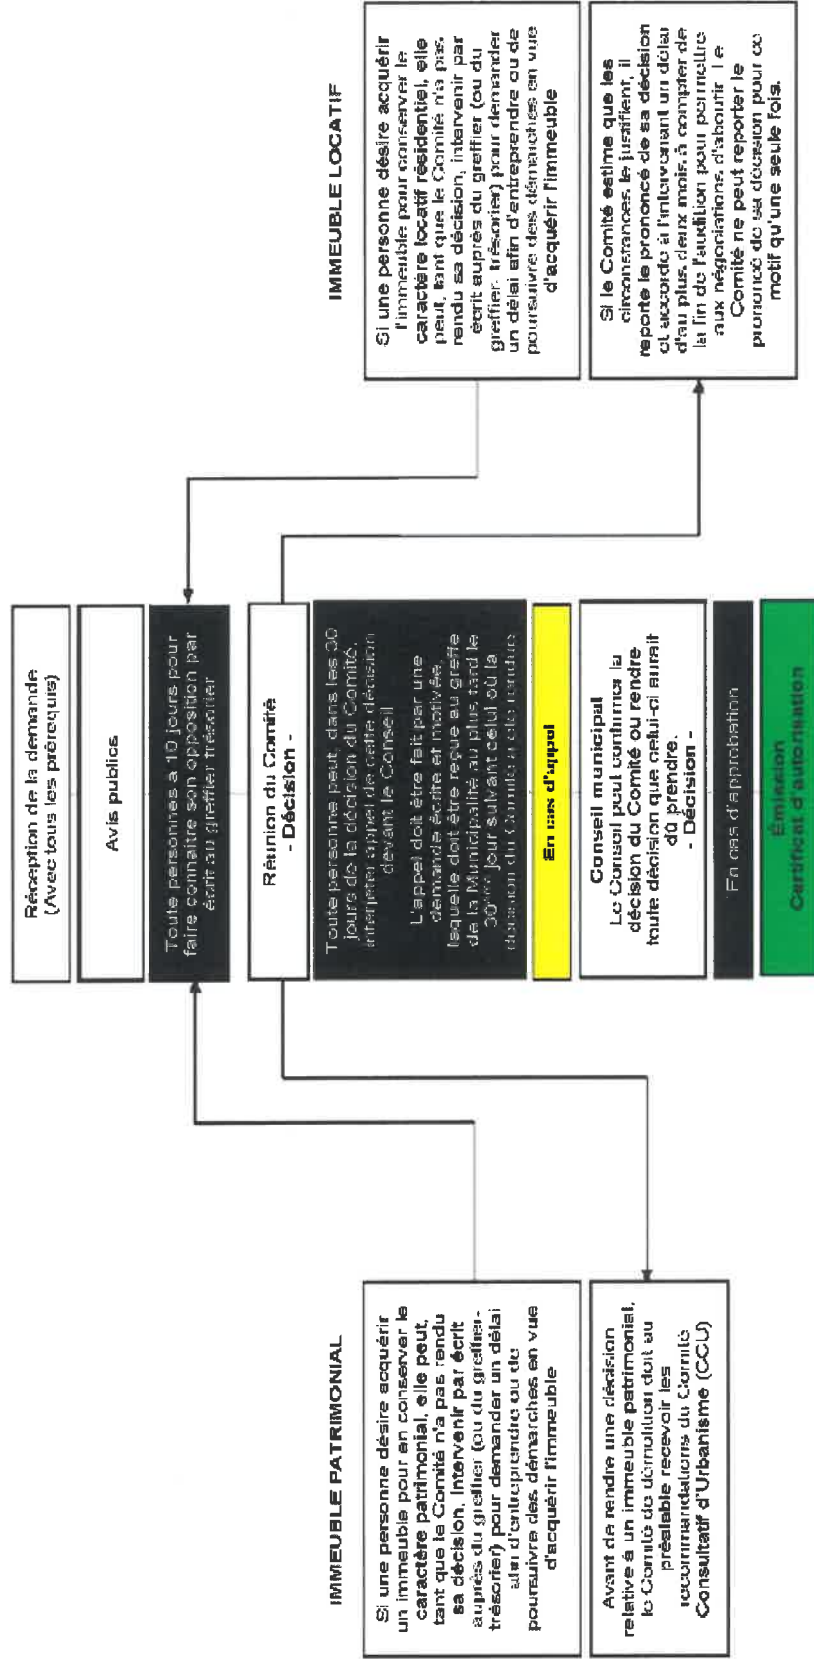 Réception de la demande
(Avec tous les prérequis)
Avis publics
Toute personnes a 10 jours pour
faire connaître son opposition par
écrit au greffier trésorier
Réunion du Comité
- Décision -
Toute personne peut, dans les 30
jours de la décision du Comité,
interjeter appel de cette décision
devant le Conseil
L'appel doit être fait par une
demande écrite et motivée,
laquelle doit être reçue au greffe
de la Municipalité au plus tard le
30ième jour suivant celui où la
décision du Comité a été rendue
En cas d'appel
Conseil municipal
Le Conseil peut confirmer la
décision du Comité ou rendre
toute décision que celui-ci aurait
dû prendre.
- Décision -
En cas d'approbation
Émission
Certificat d'autorisation
IMMEUBLE PATRIMONIAL
Si une personne désire acquérir
un immeuble pour en conserver le
caractère patrimonial, elle peut,
tant que le Comité n'a pas rendu
sa décision, intervenir par écrit
auprès du greffier (ou du greffier-
trésorier) pour demander un délai
afin d'entreprendre ou de
poursuivre des démarches en vue
d'acquérir l'immeuble
Avant de rendre une décision
relative à un immeuble patrimonial,
le Comité de démolition doit au
préalable recevoir les
recommandations du Comité
Consultatif d'Urbanisme (CCU)
IMMEUBLE LOCATIF
Si une personne désire acquérir
l'immeuble pour conserver le
caractère locatif résidentiel, elle
peut, tant que le Comité n'a pas
rendu sa décision, intervenir par
écrit auprès du greffier (ou du
greffier- trésorier) pour demander
un délai afin d'entreprendre ou de
poursuivre des démarches en vue
d'acquérir l'immeuble
Si le Comité estime que les
circonstances le justifient, il
reporte le prononcé de sa décision
et accorde à l'intervenant un délai
d'au plus deux mois à compter de
la fin de l'audition pour permettre
aux négociations d'aboutir. Le
Comité ne peut reporter le
prononcé de sa décision pour ce
motif qu'une seule fois.